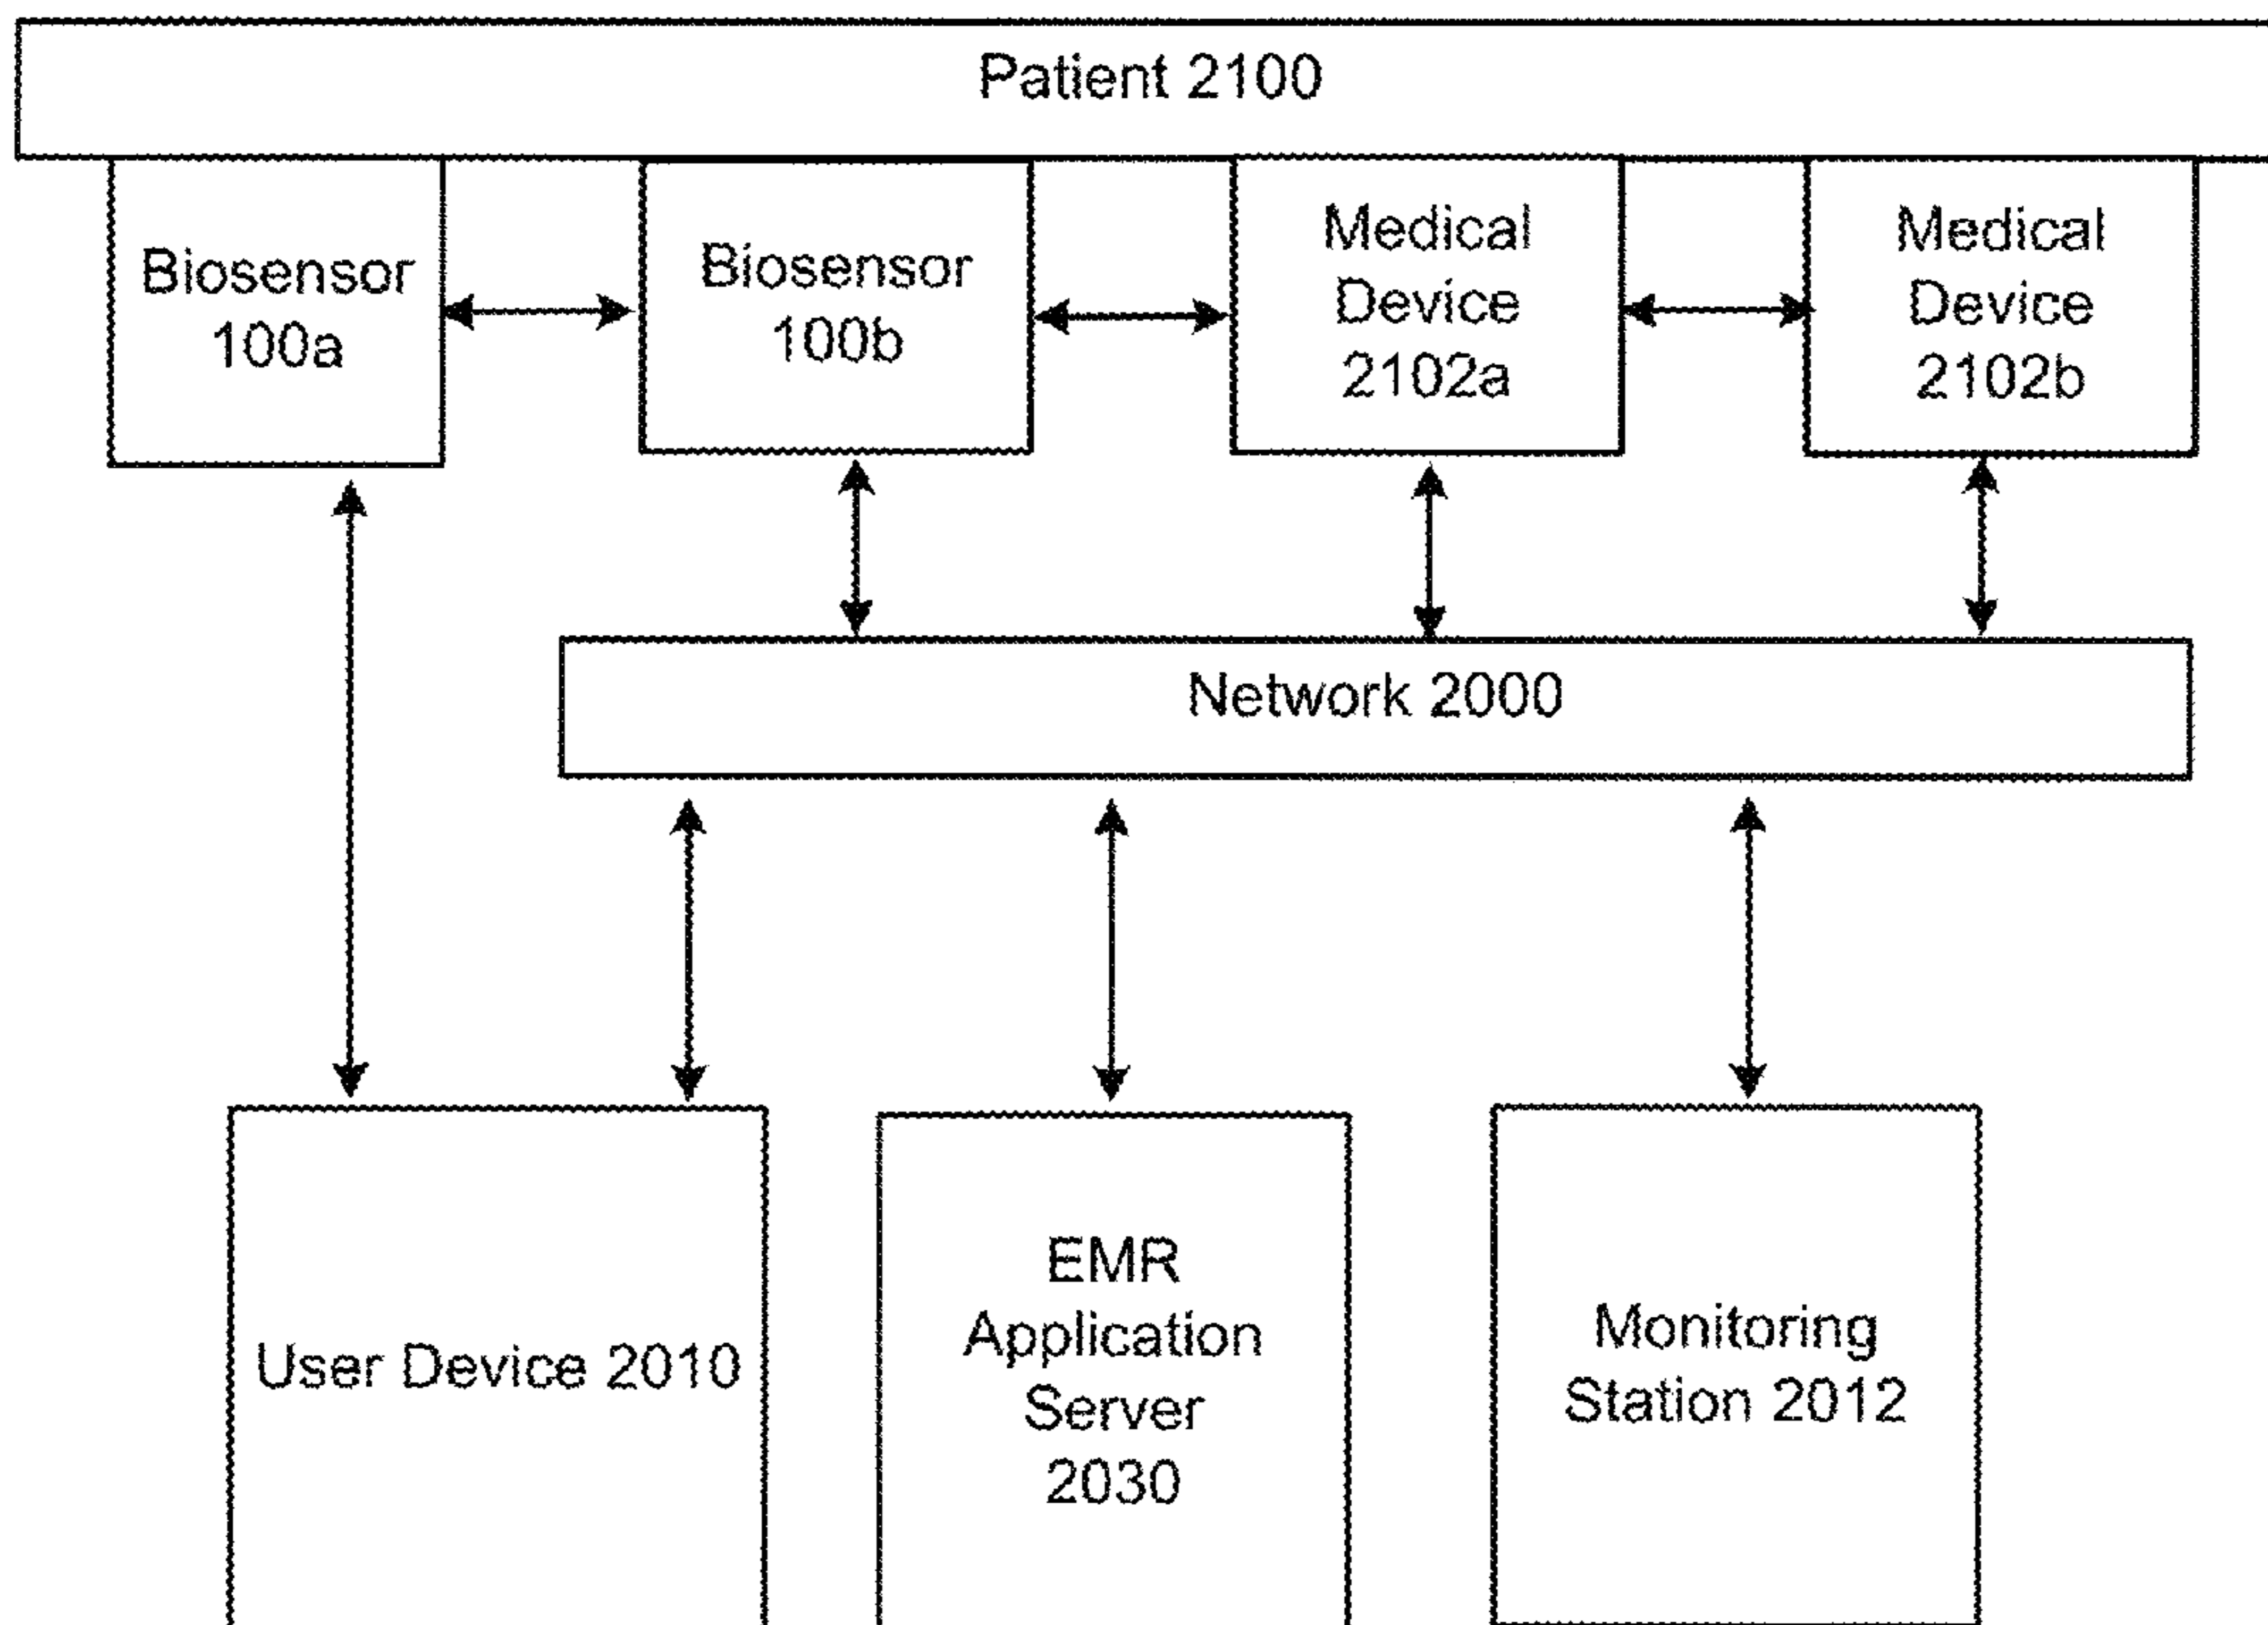 Patient 2100
Biosensor
100a
Biosensor
100b
Medical
Device
2102a
Medical
Device
2102b
Network 2000
User Device 2010
EMR
Application
Server
2030
Monitoring
Station 2012